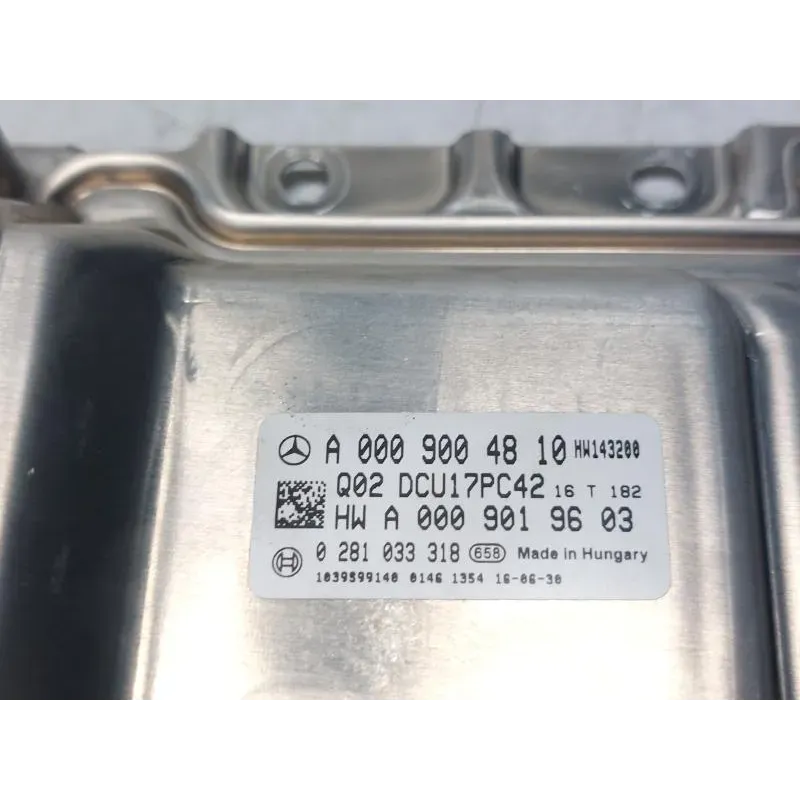 A 000 900 48 10 HW143200
Q02 DCU17PC42 16 T 182
HW A 000 901 96 03
0 281 033 318 658 Made in Hungary
1039S99140 0146 1354 16-06-30